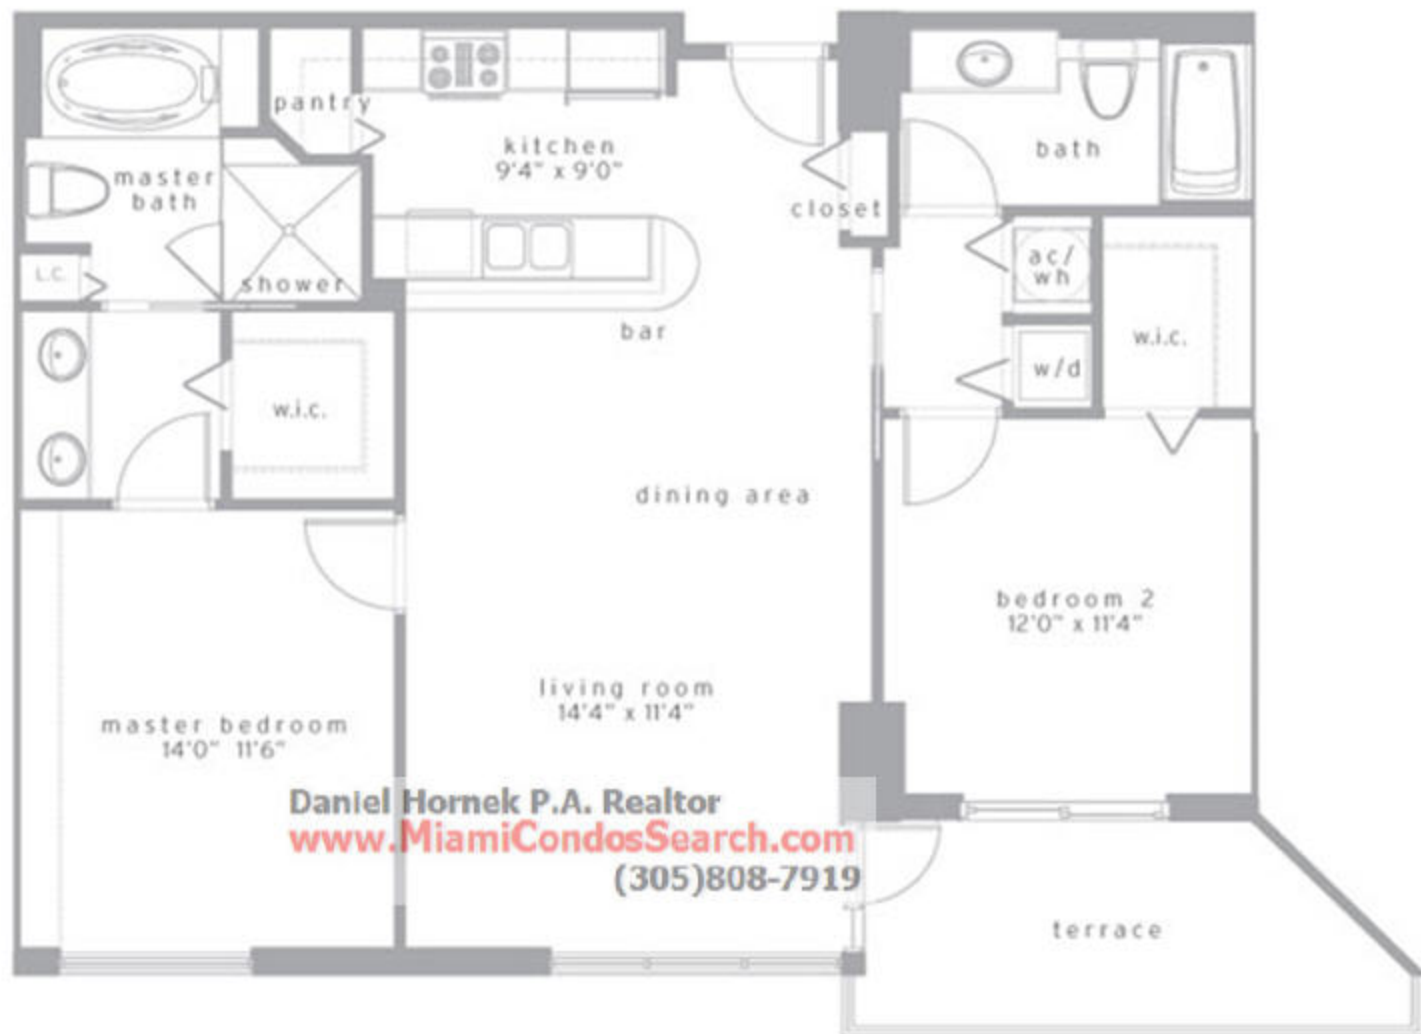 pantry
kitchen
9'4" x 9'0"
bath
master
bath
closet
L.C.
shower
ac/
wh
bar
w.i.c.
w/d
w.i.c.
dining area
bedroom 2
12'0" x 11'4"
living room
14'4" x 11'4"
master bedroom
14'0" 11'6"
Daniel Hornek P.A. Realtor
www.MiamiCondosSearch.com
(305)808-7919
terrace